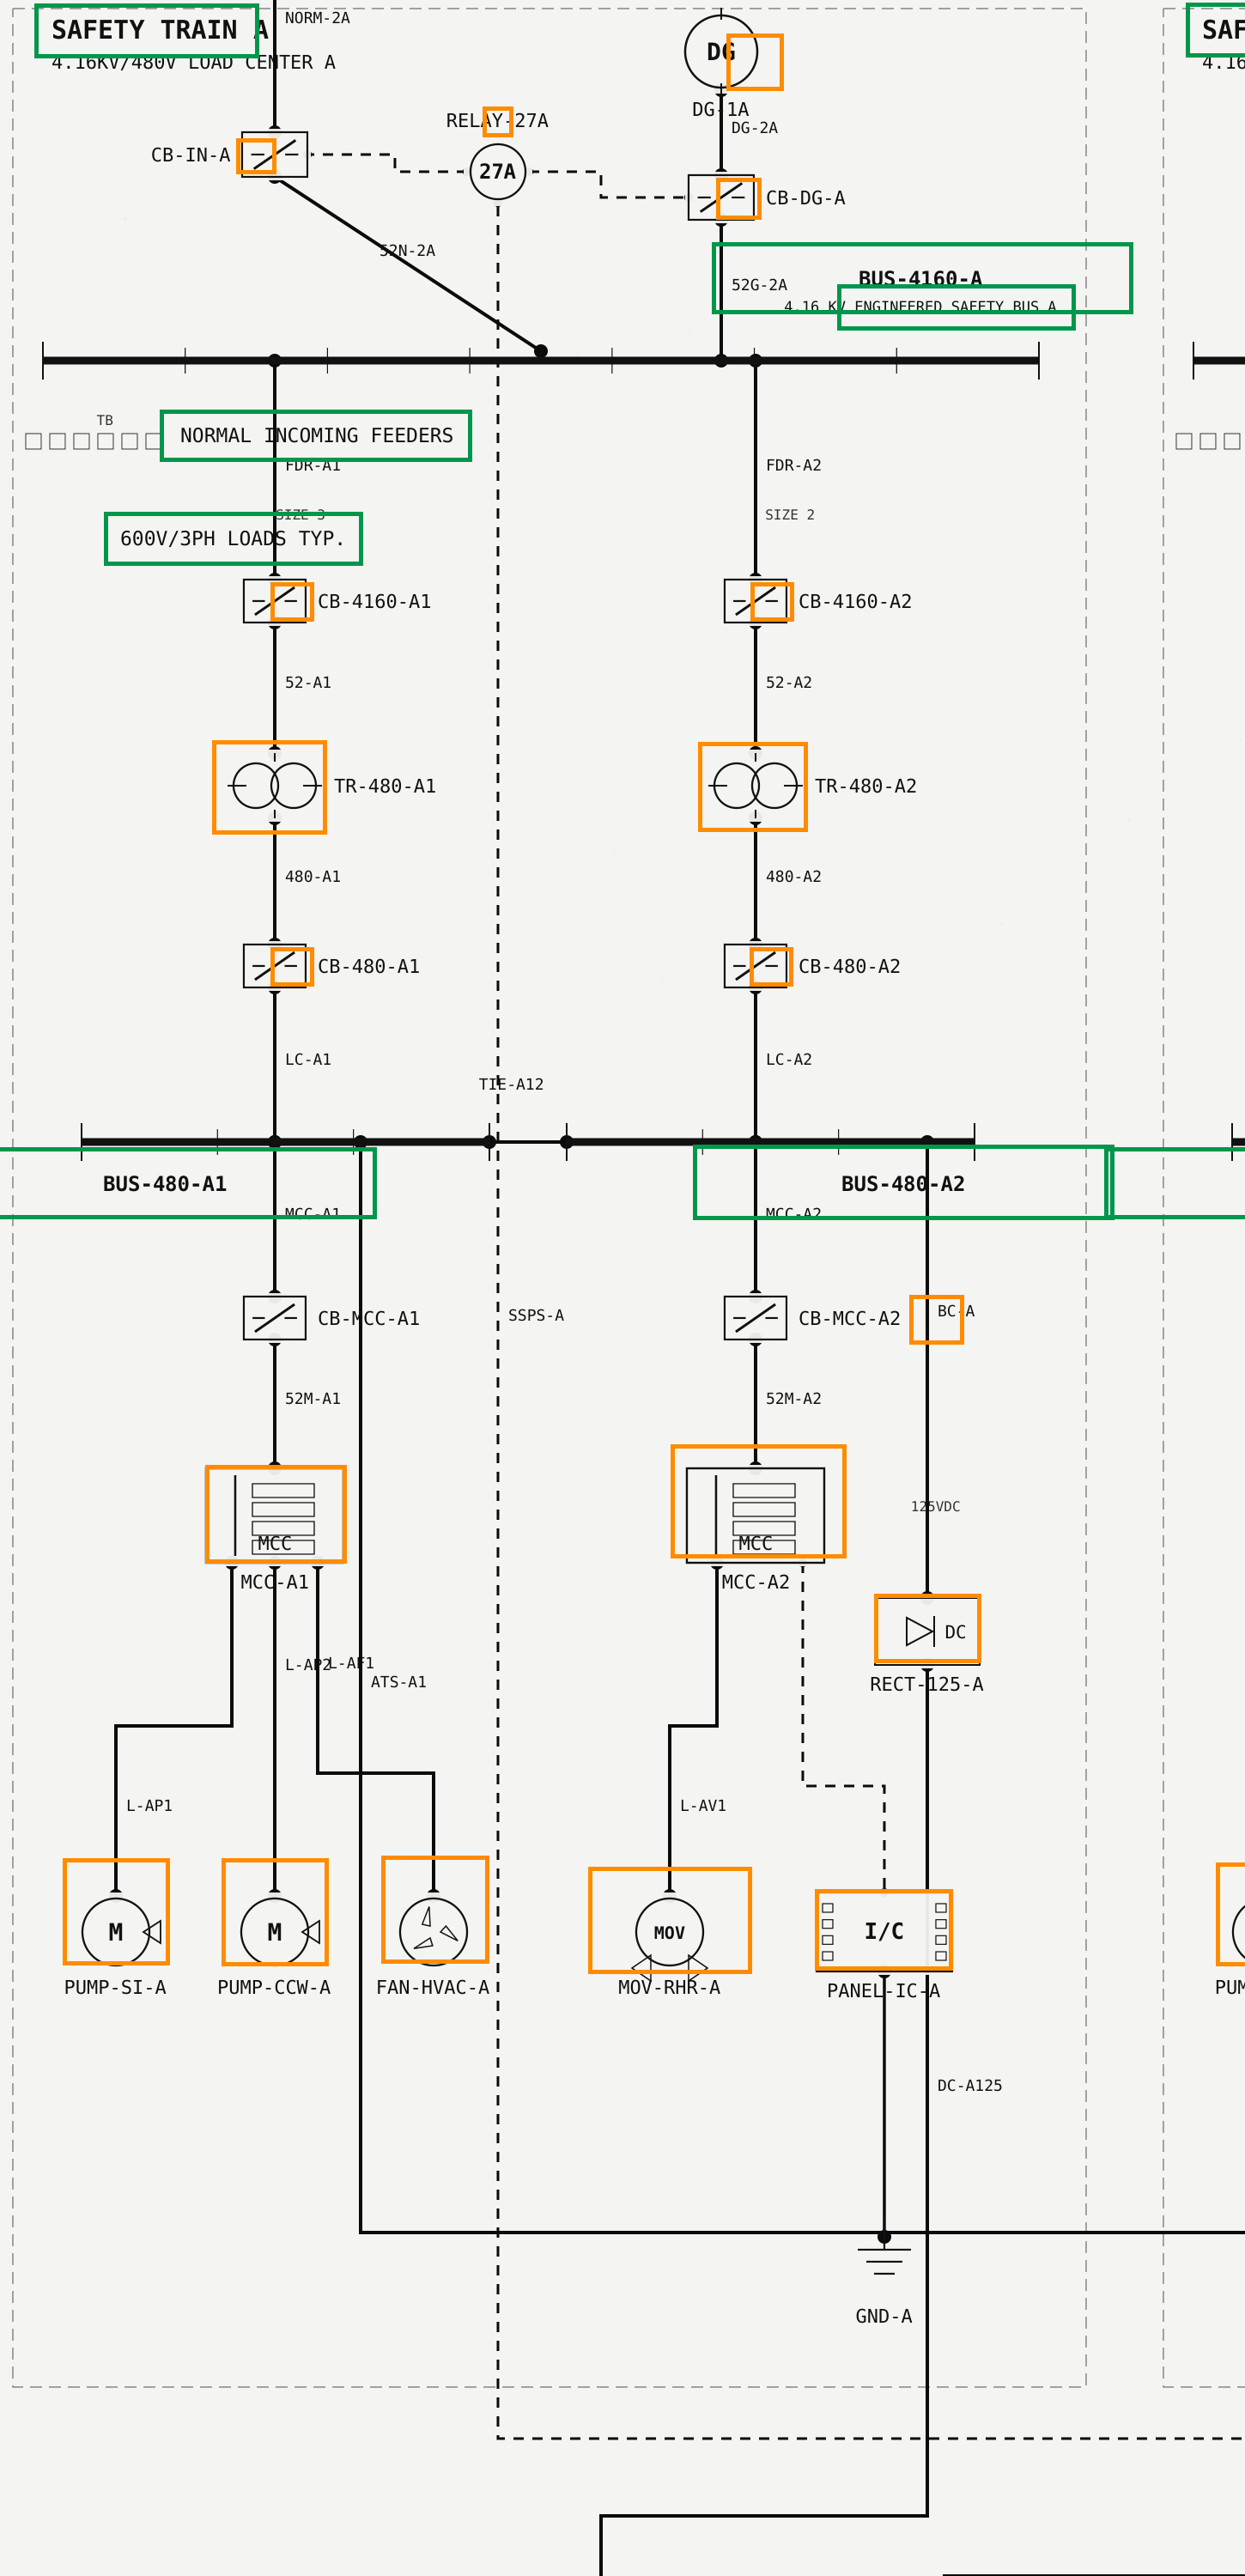 NORM-2A
SAFETY TRAIN A
4.16KV/480V LOAD CENTER A
DG
DG-1A
DG-2A
RELAY-27A
CB-IN-A
27A
CB-DG-A
52N-2A
52G-2A
BUS-4160-A
4.16 KV ENGINEERED SAFETY BUS A
TB
NORMAL INCOMING FEEDERS
FDR-A1
FDR-A2
SIZE 3
SIZE 2
600V/3PH LOADS TYP.
CB-4160-A1
CB-4160-A2
52-A1
52-A2
TR-480-A1
TR-480-A2
480-A1
480-A2
CB-480-A1
CB-480-A2
LC-A1
LC-A2
TIE-A12
BUS-480-A1
BUS-480-A2
MCC-A1
MCC-A2
CB-MCC-A1
SSPS-A
CB-MCC-A2
BC-A
52M-A1
52M-A2
125VDC
MCC
MCC
MCC-A1
MCC-A2
DC
RECT-125-A
L-AP2
L-AF1
ATS-A1
L-AP1
L-AV1
M
M
MOV
I/C
PUMP-SI-A
PUMP-CCW-A
FAN-HVAC-A
MOV-RHR-A
PANEL-IC-A
DC-A125
GND-A
SAF
4.16
PUM